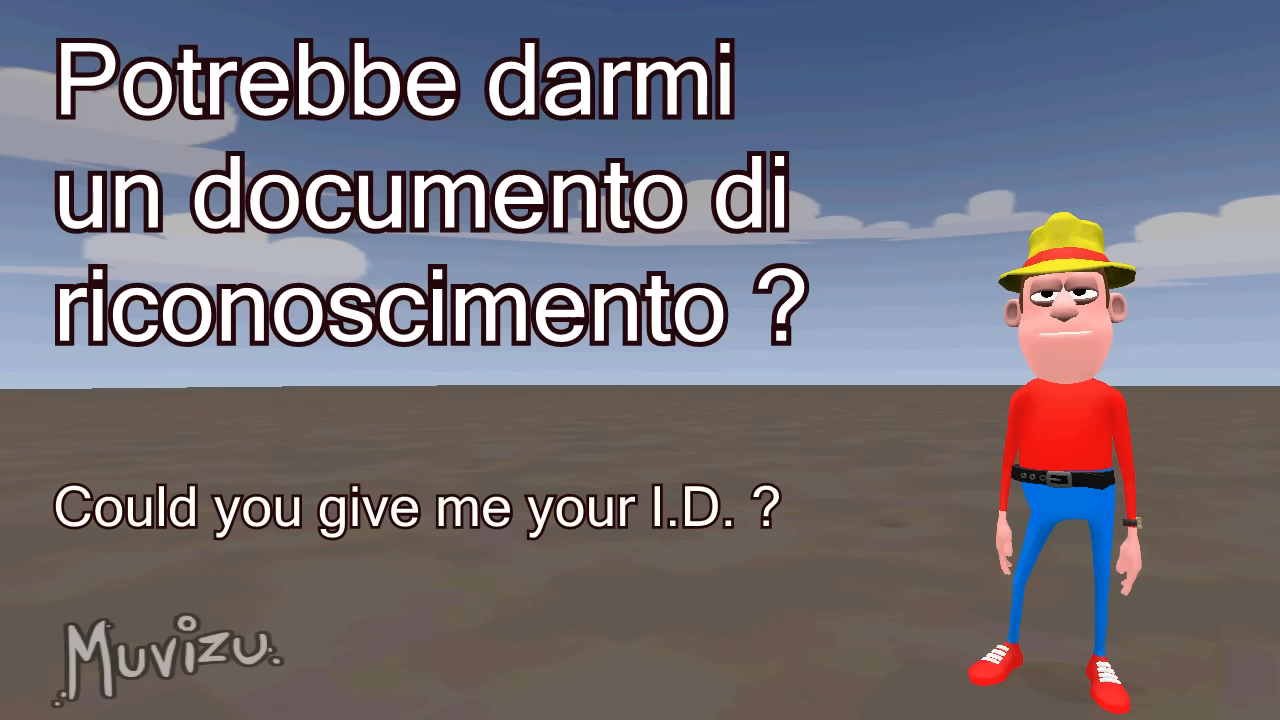 Potrebbe darmi
un documento di
riconoscimento ?
Could you give me your I.D. ?
Muvizu.